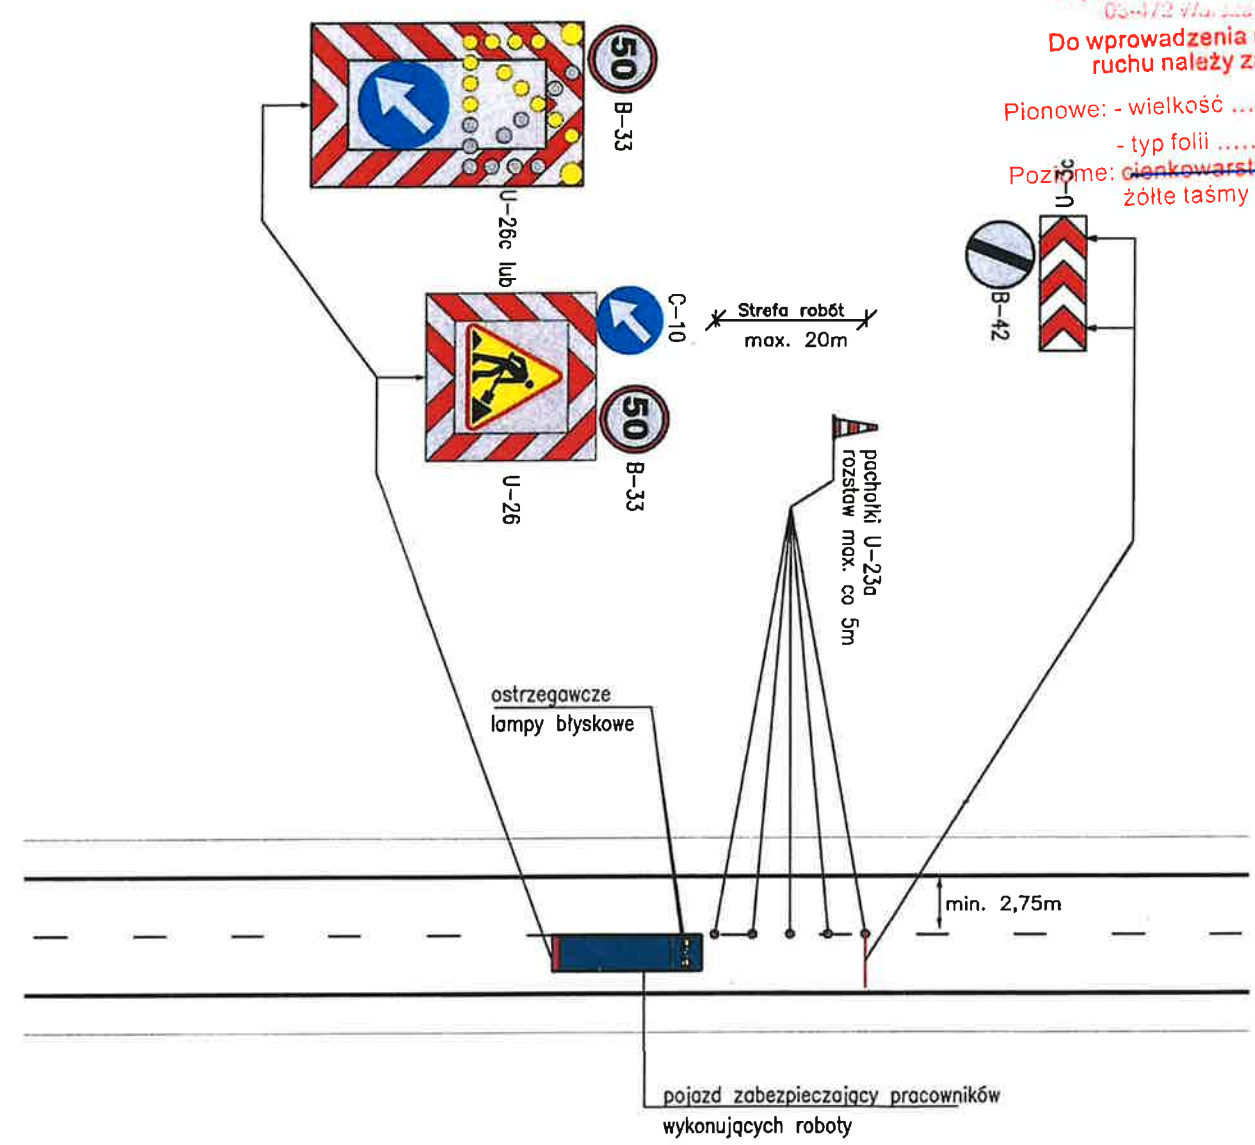 Do wprowadzenia
ruchu należy
Pionowe: - wielkość ....
- typ folii ......
Poziome: cienkowarst
żółte taśmy
50
B-33
U-26c lub
C-10
50
B-33
U-26
Strefa robót
max. 20m
U-3c
B-42
pachołki U-23a
rozstaw max. co 5m
ostrzegawcze
lampy błyskowe
min. 2,75m
pojazd zabezpieczający pracowników
wykonujących roboty